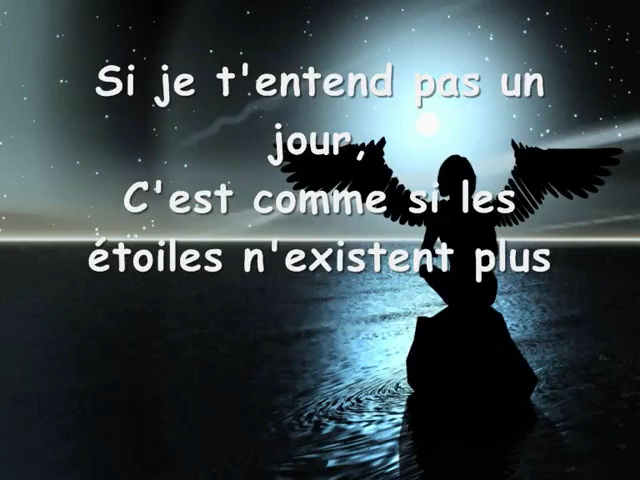 Si je t'entend pas un
jour,
C'est comme si les
étoiles n'existent plus